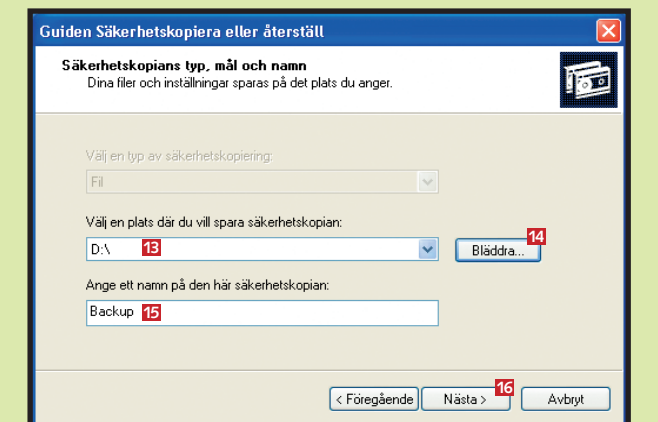 Guiden Säkerhetskopiera eller återställ
Säkerhetskopians typ, mål och namn
Dina filer och inställningar sparas på det plats du anger.
Välj en typ av säkerhetskopiering:
Fil
Välj en plats där du vill spara säkerhetskopian:
D:\ 13
Bläddra... 14
Ange ett namn på den här säkerhetskopian:
Backup 15
< Föregående Nästa > 16 Avbryt